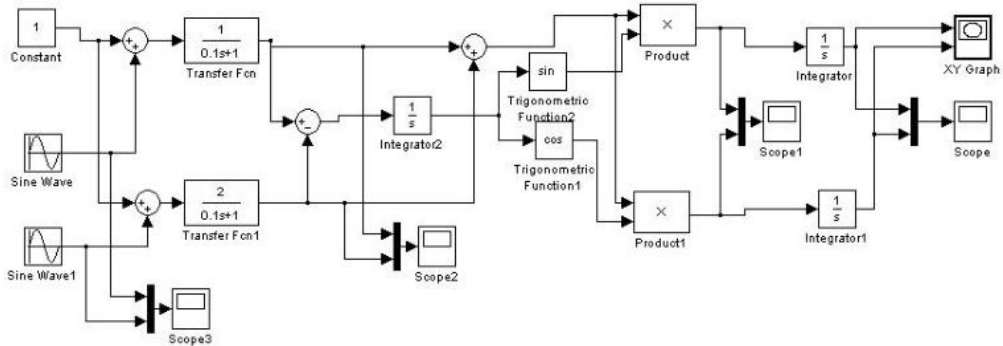 1
Constant
1
0.1s+1
Transfer Fcn
Sine Wave
2
0.1s+1
Transfer Fcn1
Sine Wave1
Scope3
1
s
Integrator2
Scope2
sin
Trigonometric
Function2
cos
Trigonometric
Function1
×
Product
×
Product1
Scope1
1
s
Integrator
XY Graph
Scope
1
s
Integrator1